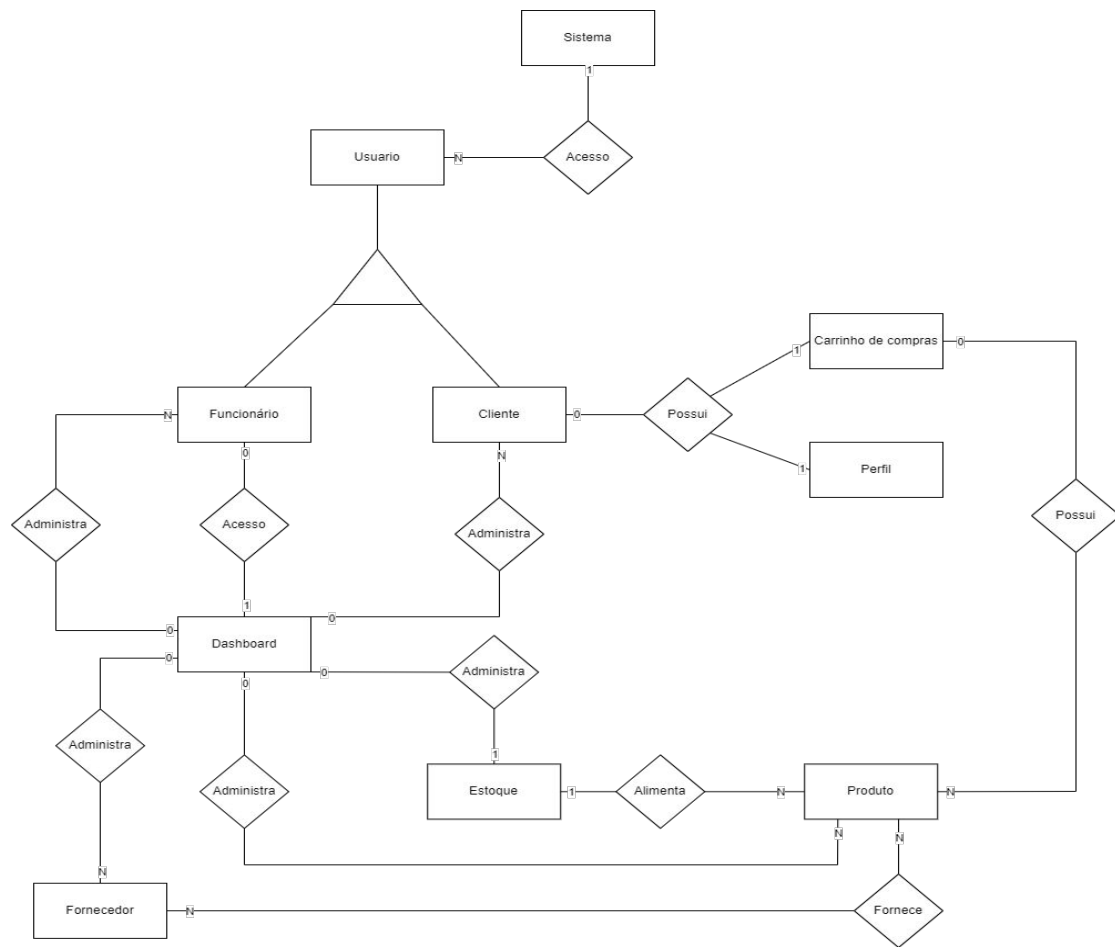 Sistema
1
Usuario
N
Acesso
Carrinho de compras
0
1
Funcionário
N
0
Cliente
0
N
Possui
1
Perfil
Administra
Acesso
Administra
Possui
1
0
0
Dashboard
0
0
0
Administra
Administra
1
Administra
Estoque
1
Alimenta
N
Produto
N
N
N
N
Fornecedor
N
Fornece